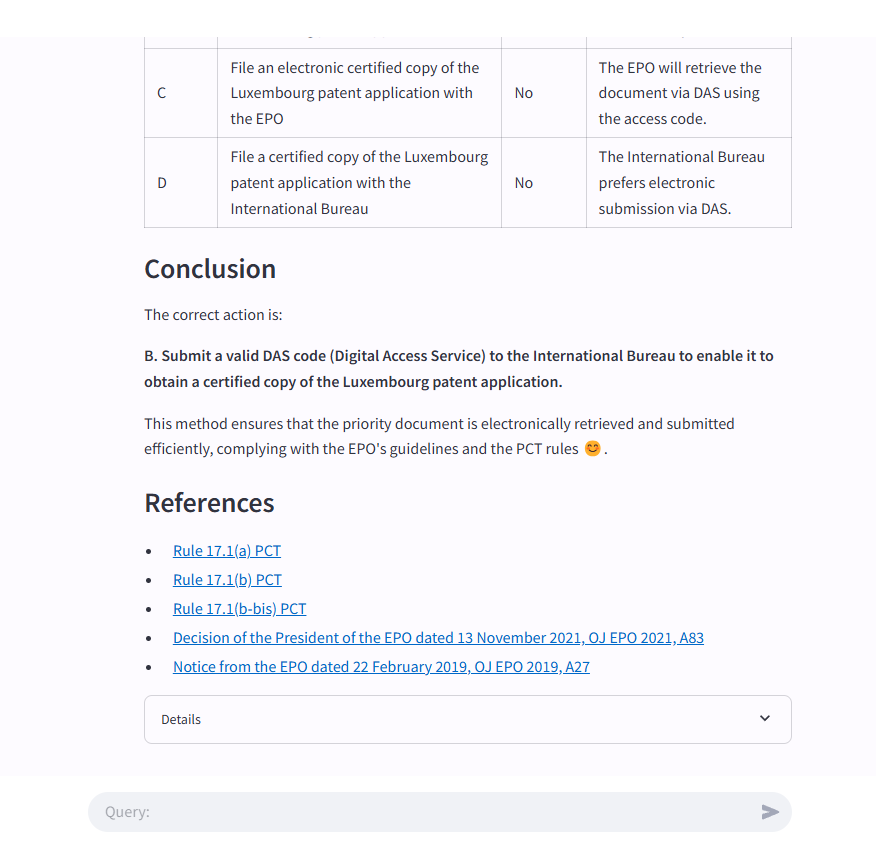 C
File an electronic certified copy of the
Luxembourg patent application with
the EPO
No
The EPO will retrieve the
document via DAS using
the access code.
D
File a certified copy of the Luxembourg
patent application with the
International Bureau
No
The International Bureau
prefers electronic
submission via DAS.
Conclusion
The correct action is:
B. Submit a valid DAS code (Digital Access Service) to the International Bureau to enable it to
obtain a certified copy of the Luxembourg patent application.
This method ensures that the priority document is electronically retrieved and submitted
efficiently, complying with the EPO's guidelines and the PCT rules 😊 .
References
• Rule 17.1(a) PCT
• Rule 17.1(b) PCT
• Rule 17.1(b-bis) PCT
• Decision of the President of the EPO dated 13 November 2021, OJ EPO 2021, A83
• Notice from the EPO dated 22 February 2019, OJ EPO 2019, A27
Details
Query: